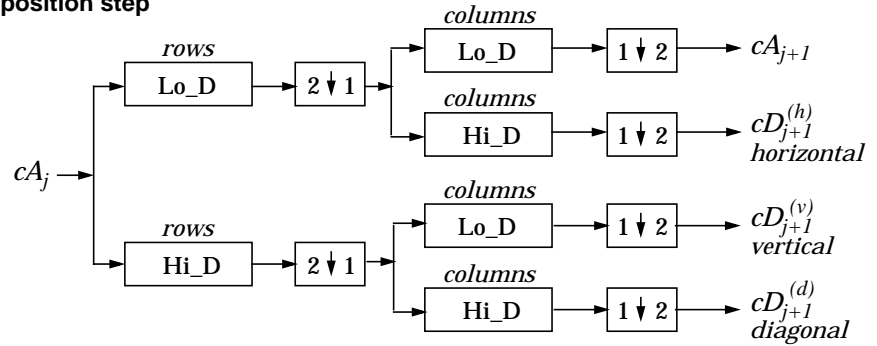 position step
columns
rows
Lo_D
1 ↓ 2
cA_{j+1}
Lo_D
2 ↓ 1
columns
Hi_D
1 ↓ 2
cD_{j+1}^{(h)}
horizontal
cA_j
columns
rows
Lo_D
1 ↓ 2
cD_{j+1}^{(v)}
vertical
Hi_D
2 ↓ 1
columns
Hi_D
1 ↓ 2
cD_{j+1}^{(d)}
diagonal